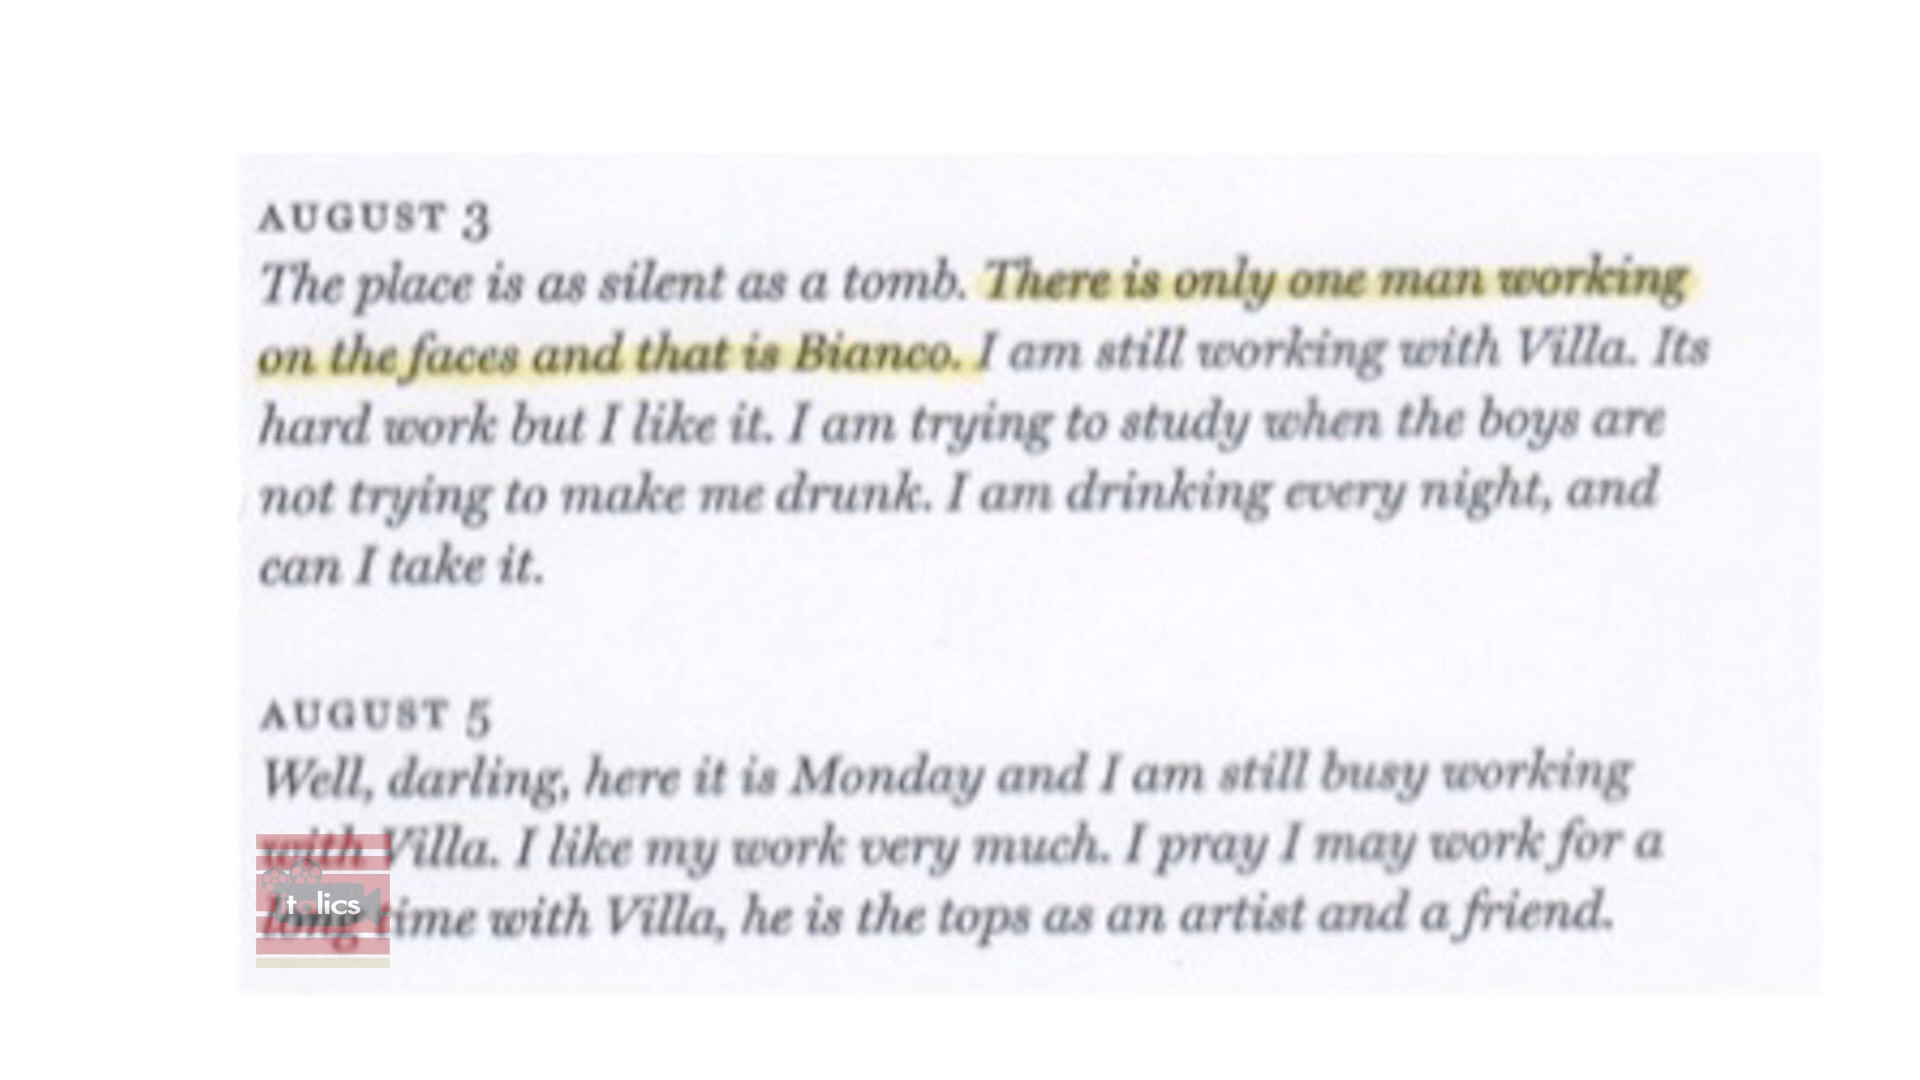 AUGUST 3
The place is as silent as a tomb. There is only one man working
on the faces and that is Bianco. I am still working with Villa. Its
hard work but I like it. I am trying to study when the boys are
not trying to make me drunk. I am drinking every night, and
can I take it.
AUGUST 5
Well, darling, here it is Monday and I am still busy working
with Villa. I like my work very much. I pray I may work for a
long time with Villa, he is the tops as an artist and a friend.
italics